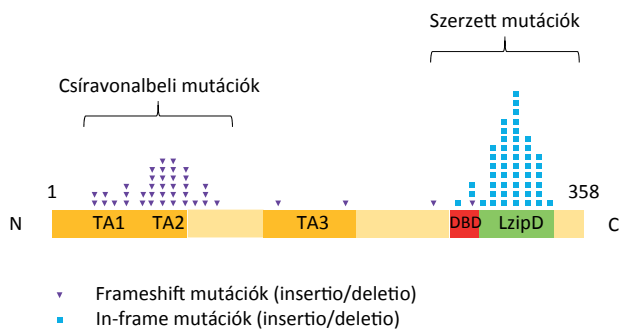 Szerzett mutációk
Csíravonalbeli mutációk
1 358
N TA1 TA2 TA3 DBD LzipD C
Frameshift mutációk (insertio/deletio)
In-frame mutációk (insertio/deletio)